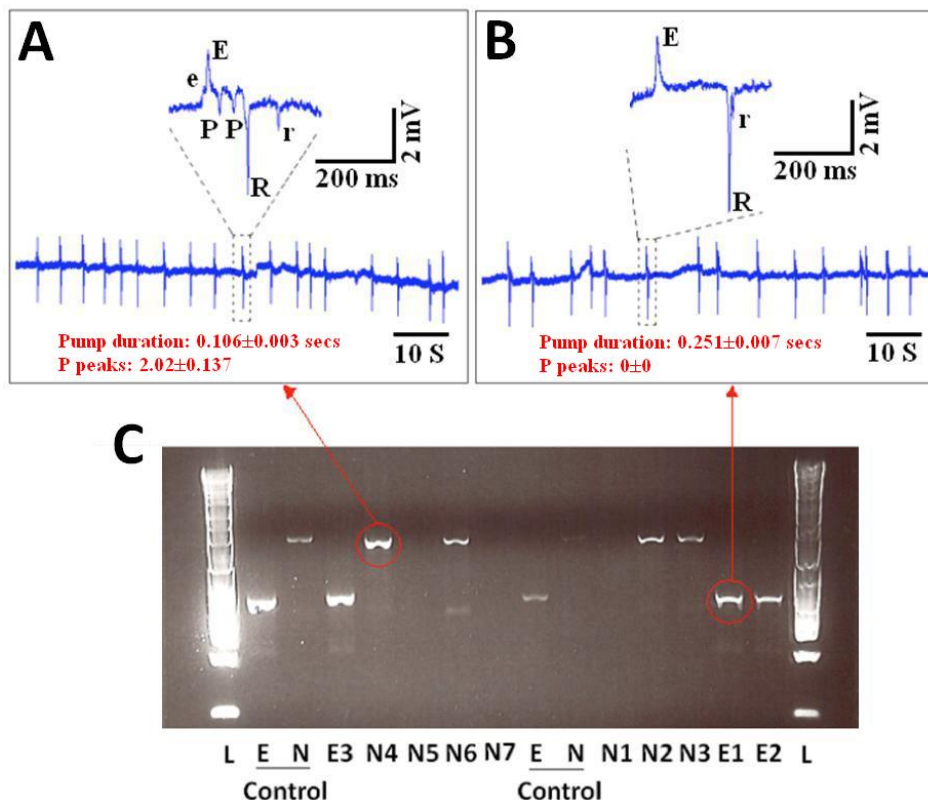 A
E
e
P P
r
R
2 mV
200 ms
10 S
Pump duration: 0.106±0.003 secs
P peaks: 2.02±0.137
B
E
r
R
2 mV
200 ms
10 S
Pump duration: 0.251±0.007 secs
P peaks: 0±0
C
L E N E3 N4 N5 N6 N7 E N N1 N2 N3 E1 E2 L
Control Control